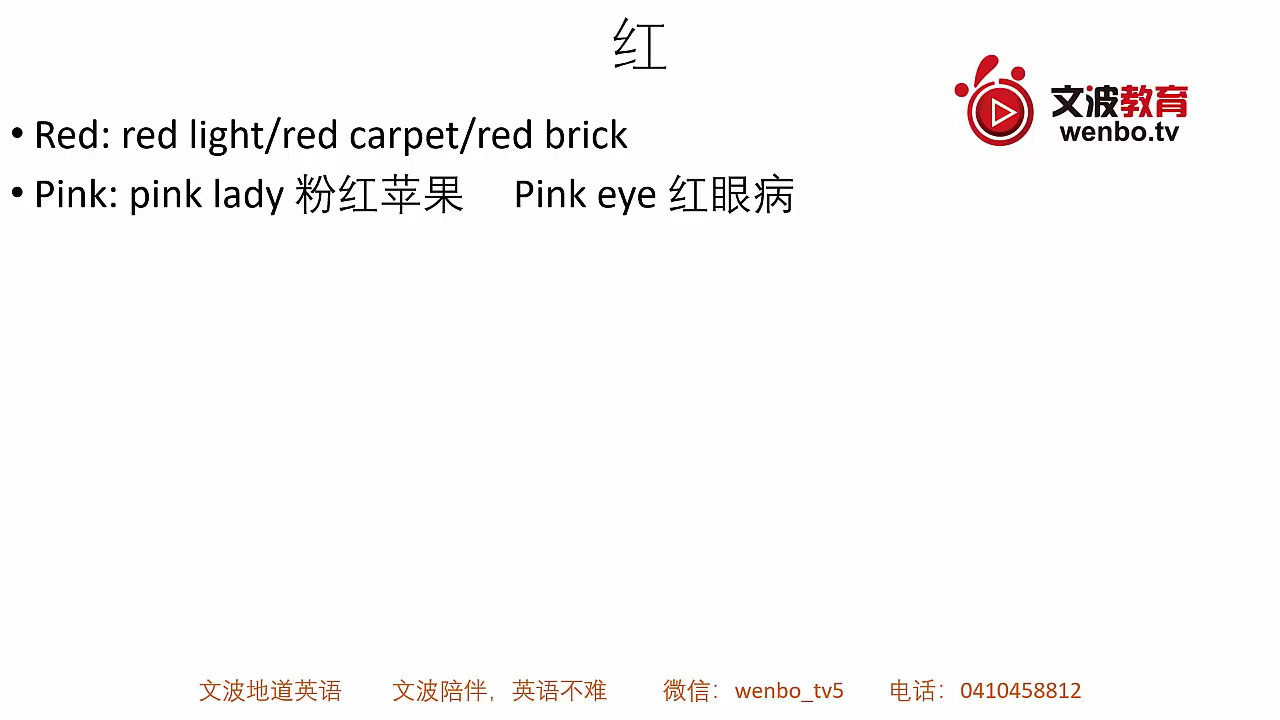 红
文波教育
wenbo.tv
• Red: red light/red carpet/red brick
• Pink: pink lady 粉红苹果 Pink eye 红眼病
文波地道英语 文波陪伴，英语不难 微信：wenbo_tv5 电话：0410458812